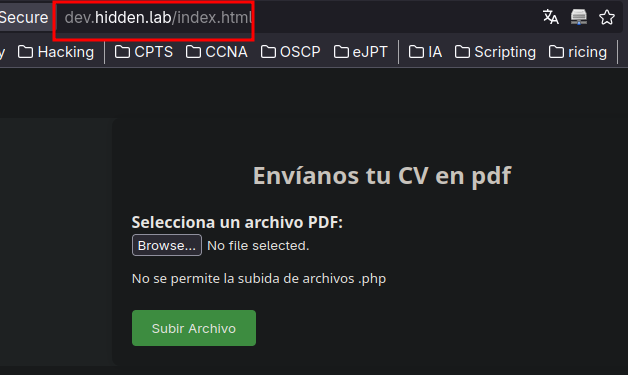 Secure dev.hidden.lab/index.html
y Hacking CPTS CCNA OSCP eJPT IA Scripting ricing
Envíanos tu CV en pdf
Selecciona un archivo PDF:
Browse... No file selected.
No se permite la subida de archivos .php
Subir Archivo